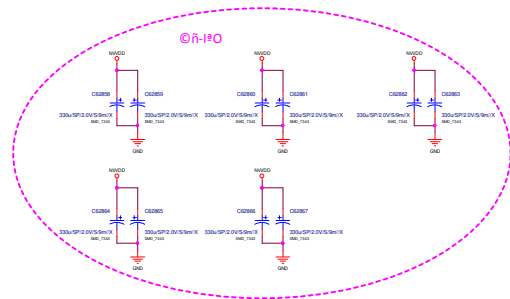 ©ñ-Iª0
NVVDD NVVDD NVVDD
C62858 C62859 C62860 C62861 C62862 C62863
330u/SP/2.0V/S/9m//X 330u/SP/2.0V/S/9m//X 330u/SP/2.0V/S/9m//X 330u/SP/2.0V/S/9m//X 330u/SP/2.0V/S/9m//X 330u/SP/2.0V/S/9m//X
SMD_7343 SMD_7343 SMD_7343 SMD_7343 SMD_7343 SMD_7343
GND GND GND
NVVDD NVVDD
C62864 C62865 C62866 C62867
330u/SP/2.0V/S/9m//X 330u/SP/2.0V/S/9m//X 330u/SP/2.0V/S/9m//X 330u/SP/2.0V/S/9m//X
SMD_7343 SMD_7343 SMD_7343 SMD_7343
GND GND